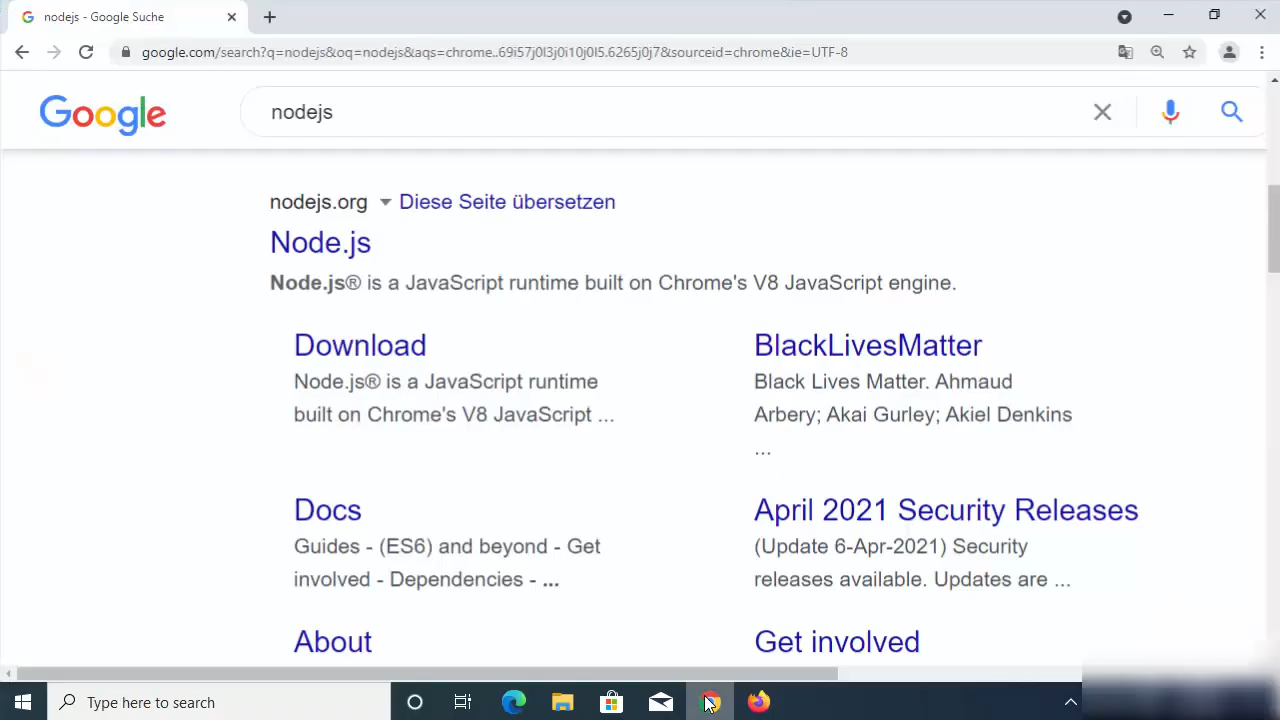 nodejs - Google Suche
google.com/search?q=nodejs&oq=nodejs&aqs=chrome..69i57j0l3j0i10j0l5.6265j0j7&sourceid=chrome&ie=UTF-8
Google
nodejs
nodejs.org Diese Seite übersetzen
Node.js
Node.js® is a JavaScript runtime built on Chrome's V8 JavaScript engine.
Download
Node.js® is a JavaScript runtime
built on Chrome's V8 JavaScript ...
BlackLivesMatter
Black Lives Matter. Ahmaud
Arbery; Akai Gurley; Akiel Denkins
...
Docs
Guides - (ES6) and beyond - Get
involved - Dependencies - ...
April 2021 Security Releases
(Update 6-Apr-2021) Security
releases available. Updates are ...
About
Get involved
Type here to search